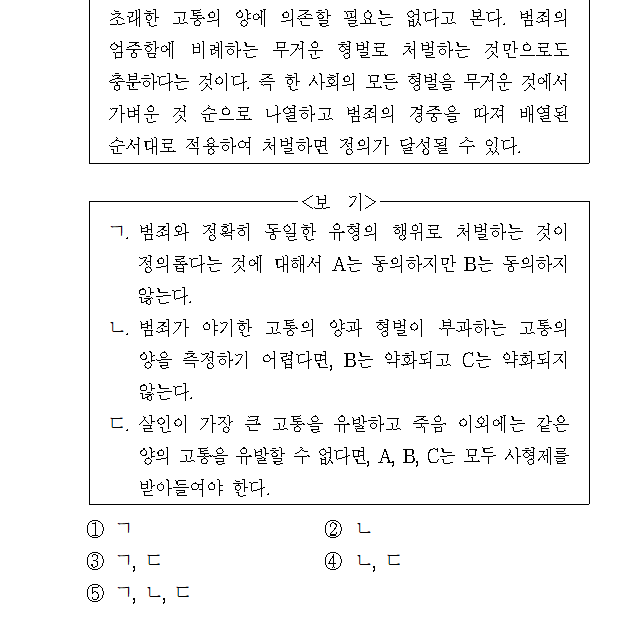 초래한 고통의 양에 의존할 필요는 없다고 본다. 범죄의
엄중함에 비례하는 무거운 형벌로 처벌하는 것만으로도
충분하다는 것이다. 즉 한 사회의 모든 형벌을 무거운 것에서
가벼운 것 순으로 나열하고 범죄의 경중을 따져 배열된
순서대로 적용하여 처벌하면 정의가 달성될 수 있다.
<보 기>
ㄱ. 범죄와 정확히 동일한 유형의 행위로 처벌하는 것이
정의롭다는 것에 대해서 A는 동의하지만 B는 동의하지
않는다.
ㄴ. 범죄가 야기한 고통의 양과 형벌이 부과하는 고통의
양을 측정하기 어렵다면, B는 약화되고 C는 약화되지
않는다.
ㄷ. 살인이 가장 큰 고통을 유발하고 죽음 이외에는 같은
양의 고통을 유발할 수 없다면, A, B, C는 모두 사형제를
받아들여야 한다.
① ㄱ ② ㄴ
③ ㄱ, ㄷ ④ ㄴ, ㄷ
⑤ ㄱ, ㄴ, ㄷ